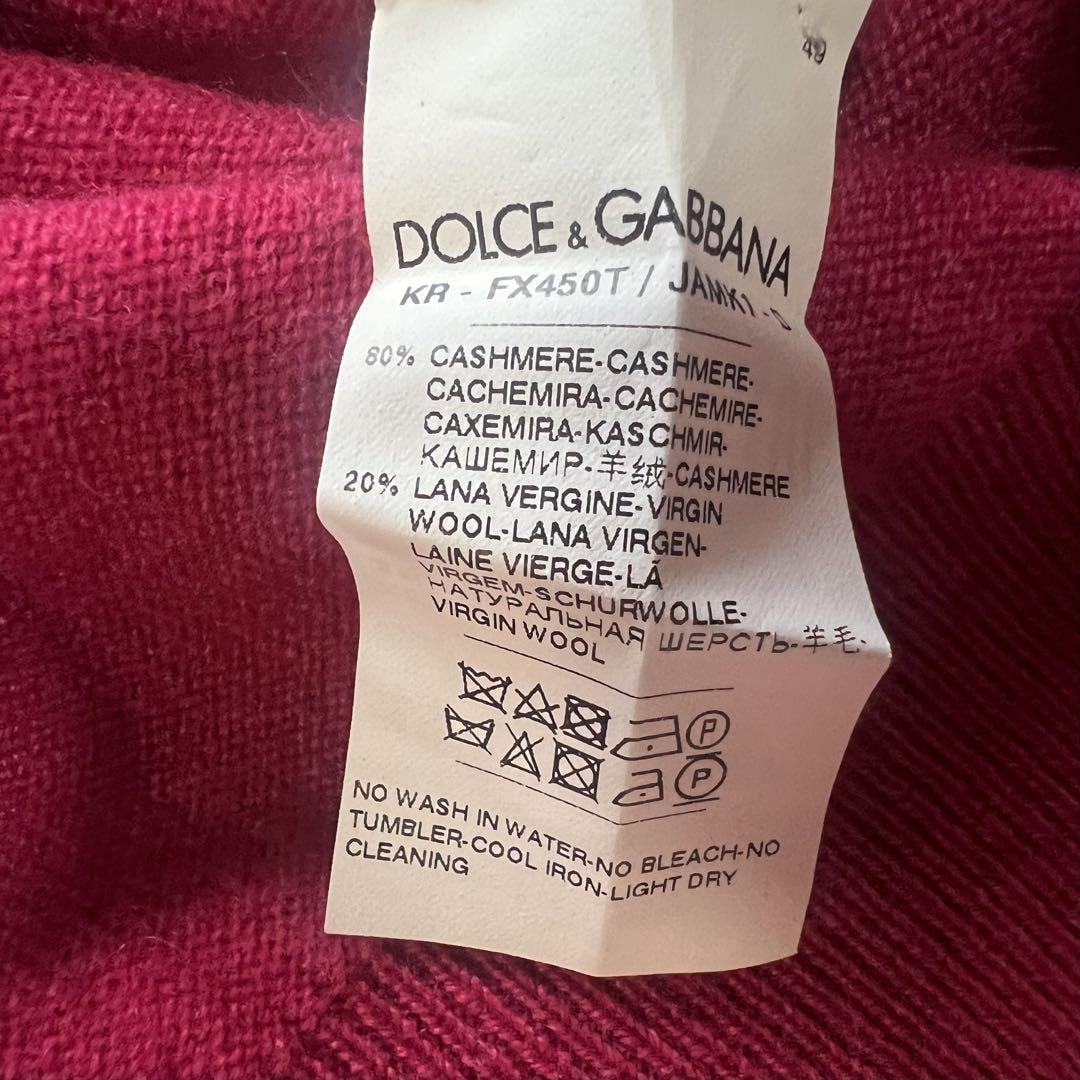 49
DOLCE & GABBANA
KR - FX450T /
80% CASHMERE-CASHMERE-
CACHEMIRA-CACHEMIRE-
CAXEMIRA-KASCHMIR-
КАШЕМИР-羊绒-CASHMERE
20% LANA VERGINE-VIRGIN
WOOL-LANA VIRGEN-
LAINE VIERGE-LÃ
VIRGEM-SCHURWOLLE-
НАТУРАЛЬНАЯ ШЕРСТЬ-羊毛-
VIRGIN WOOL
P
P
NO WASH IN WATER-NO BLEACH-NO
TUMBLER-COOL IRON-LIGHT DRY
CLEANING